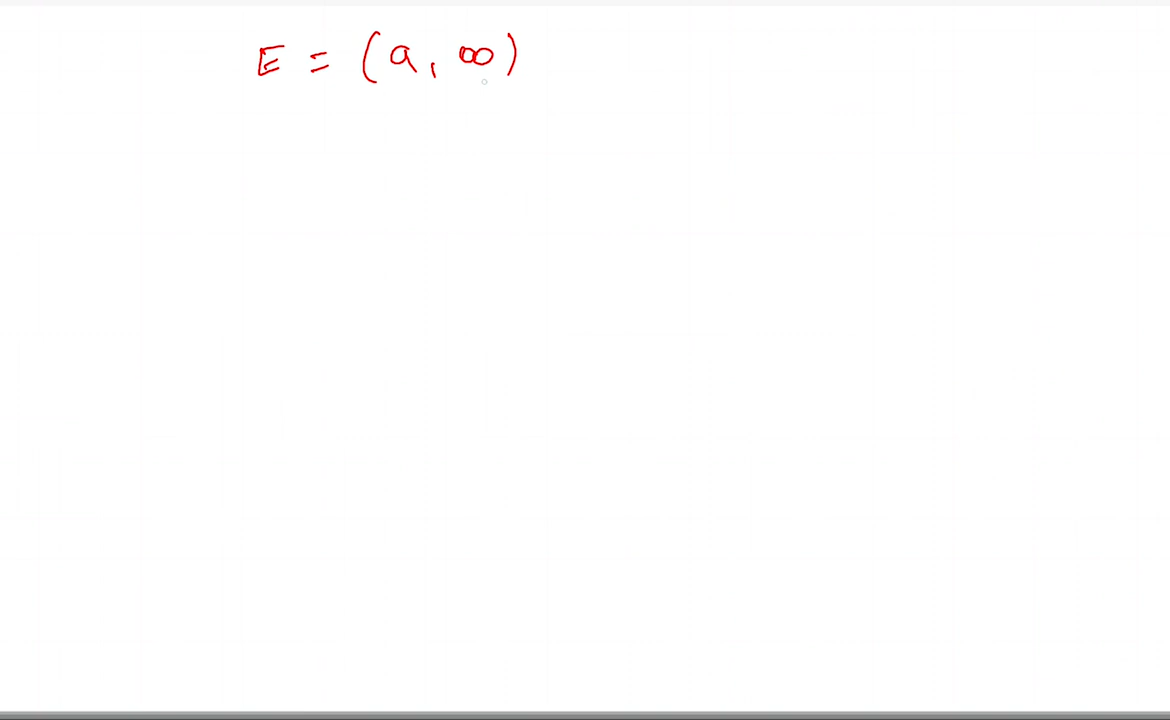 E = (a, ∞)